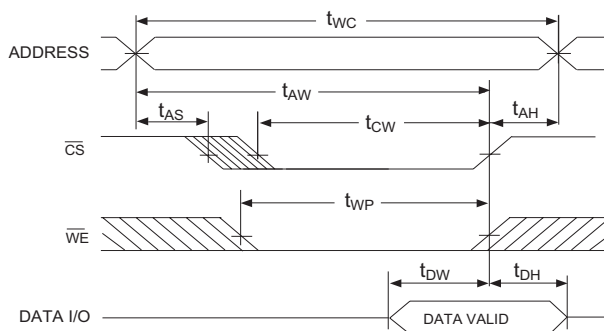 tWC
ADDRESS
tAW
tAS
tCW
tAH
CS
tWP
WE
tDW
tDH
DATA I/O
DATA VALID